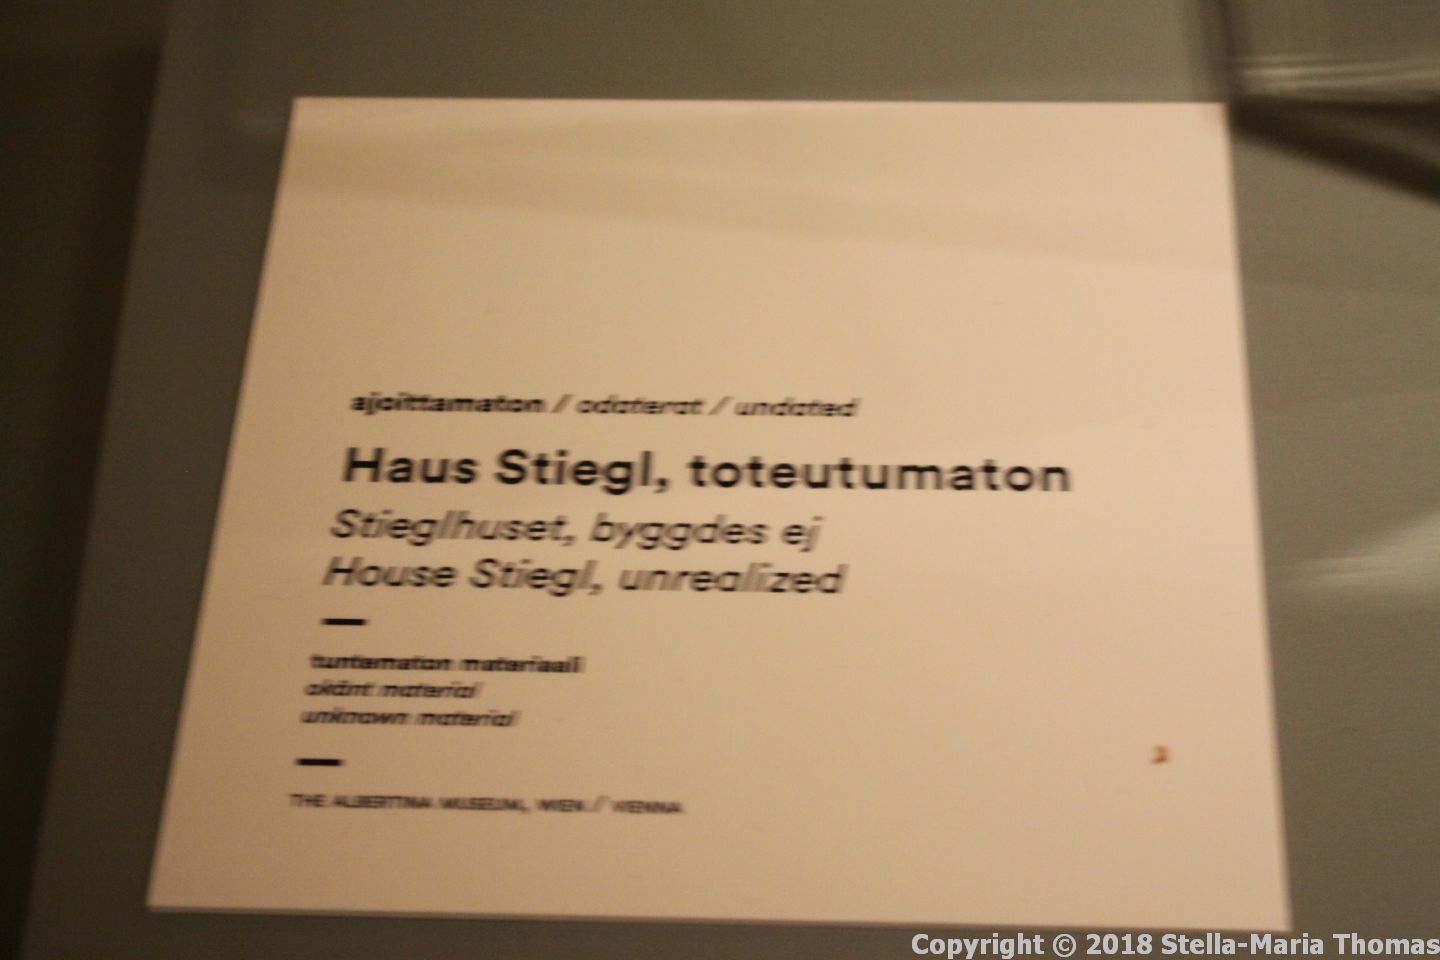 ajoittamaton / odaterat / undated
Haus Stiegl, toteutumaton
Stieglhuset, byggdes ej
House Stiegl, unrealized
tuntematon materiaali
okänt material
unknown material
THE ALBERTINA MUSEUM, WIEN / VIENNA
Copyright © 2018 Stella-Maria Thomas